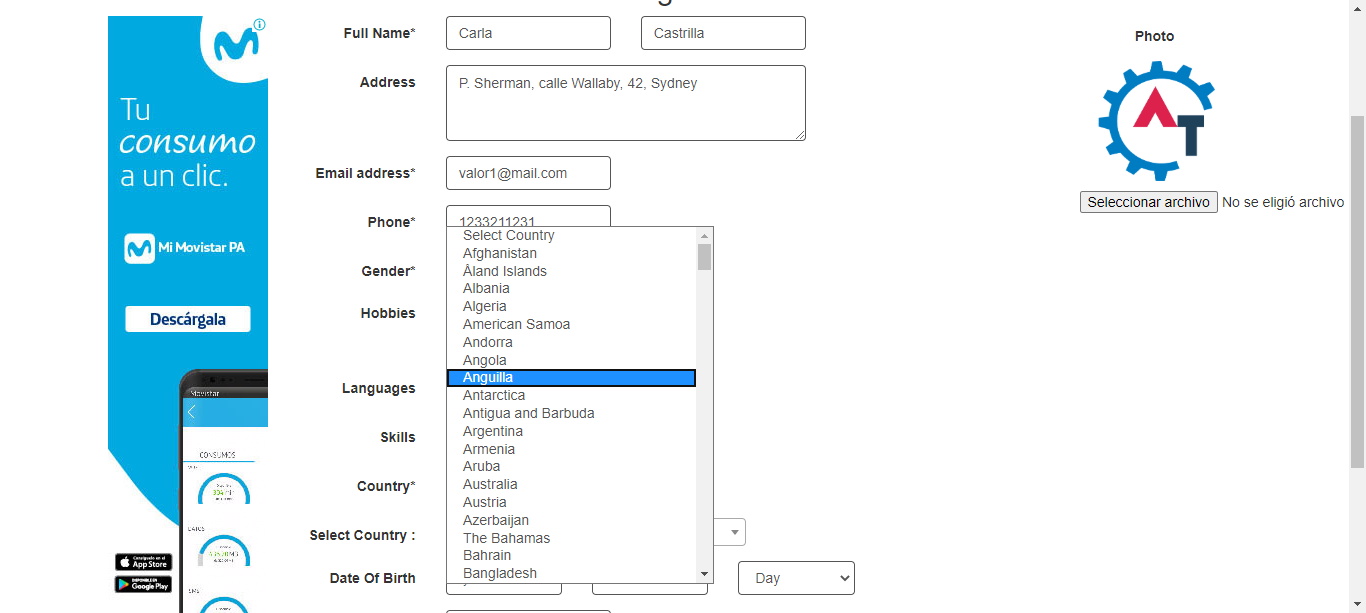 Tu
consumo
a un clic.
Mi Movistar PA
Descárgala
Movistar
CONSUMOS
DATOS
SMS
App Store
DISPONIBLE EN
Google Play
Full Name*
Carla
Castrilla
Address
P. Sherman, calle Wallaby, 42, Sydney
Email address*
valor1@mail.com
Phone*
1233211231
Gender*
Hobbies
Languages
Skills
Country*
Select Country :
Date Of Birth
Select Country
Afghanistan
Åland Islands
Albania
Algeria
American Samoa
Andorra
Angola
Anguilla
Antarctica
Antigua and Barbuda
Argentina
Armenia
Aruba
Australia
Austria
Azerbaijan
The Bahamas
Bahrain
Bangladesh
Day
Photo
AT
Seleccionar archivo No se eligió archivo